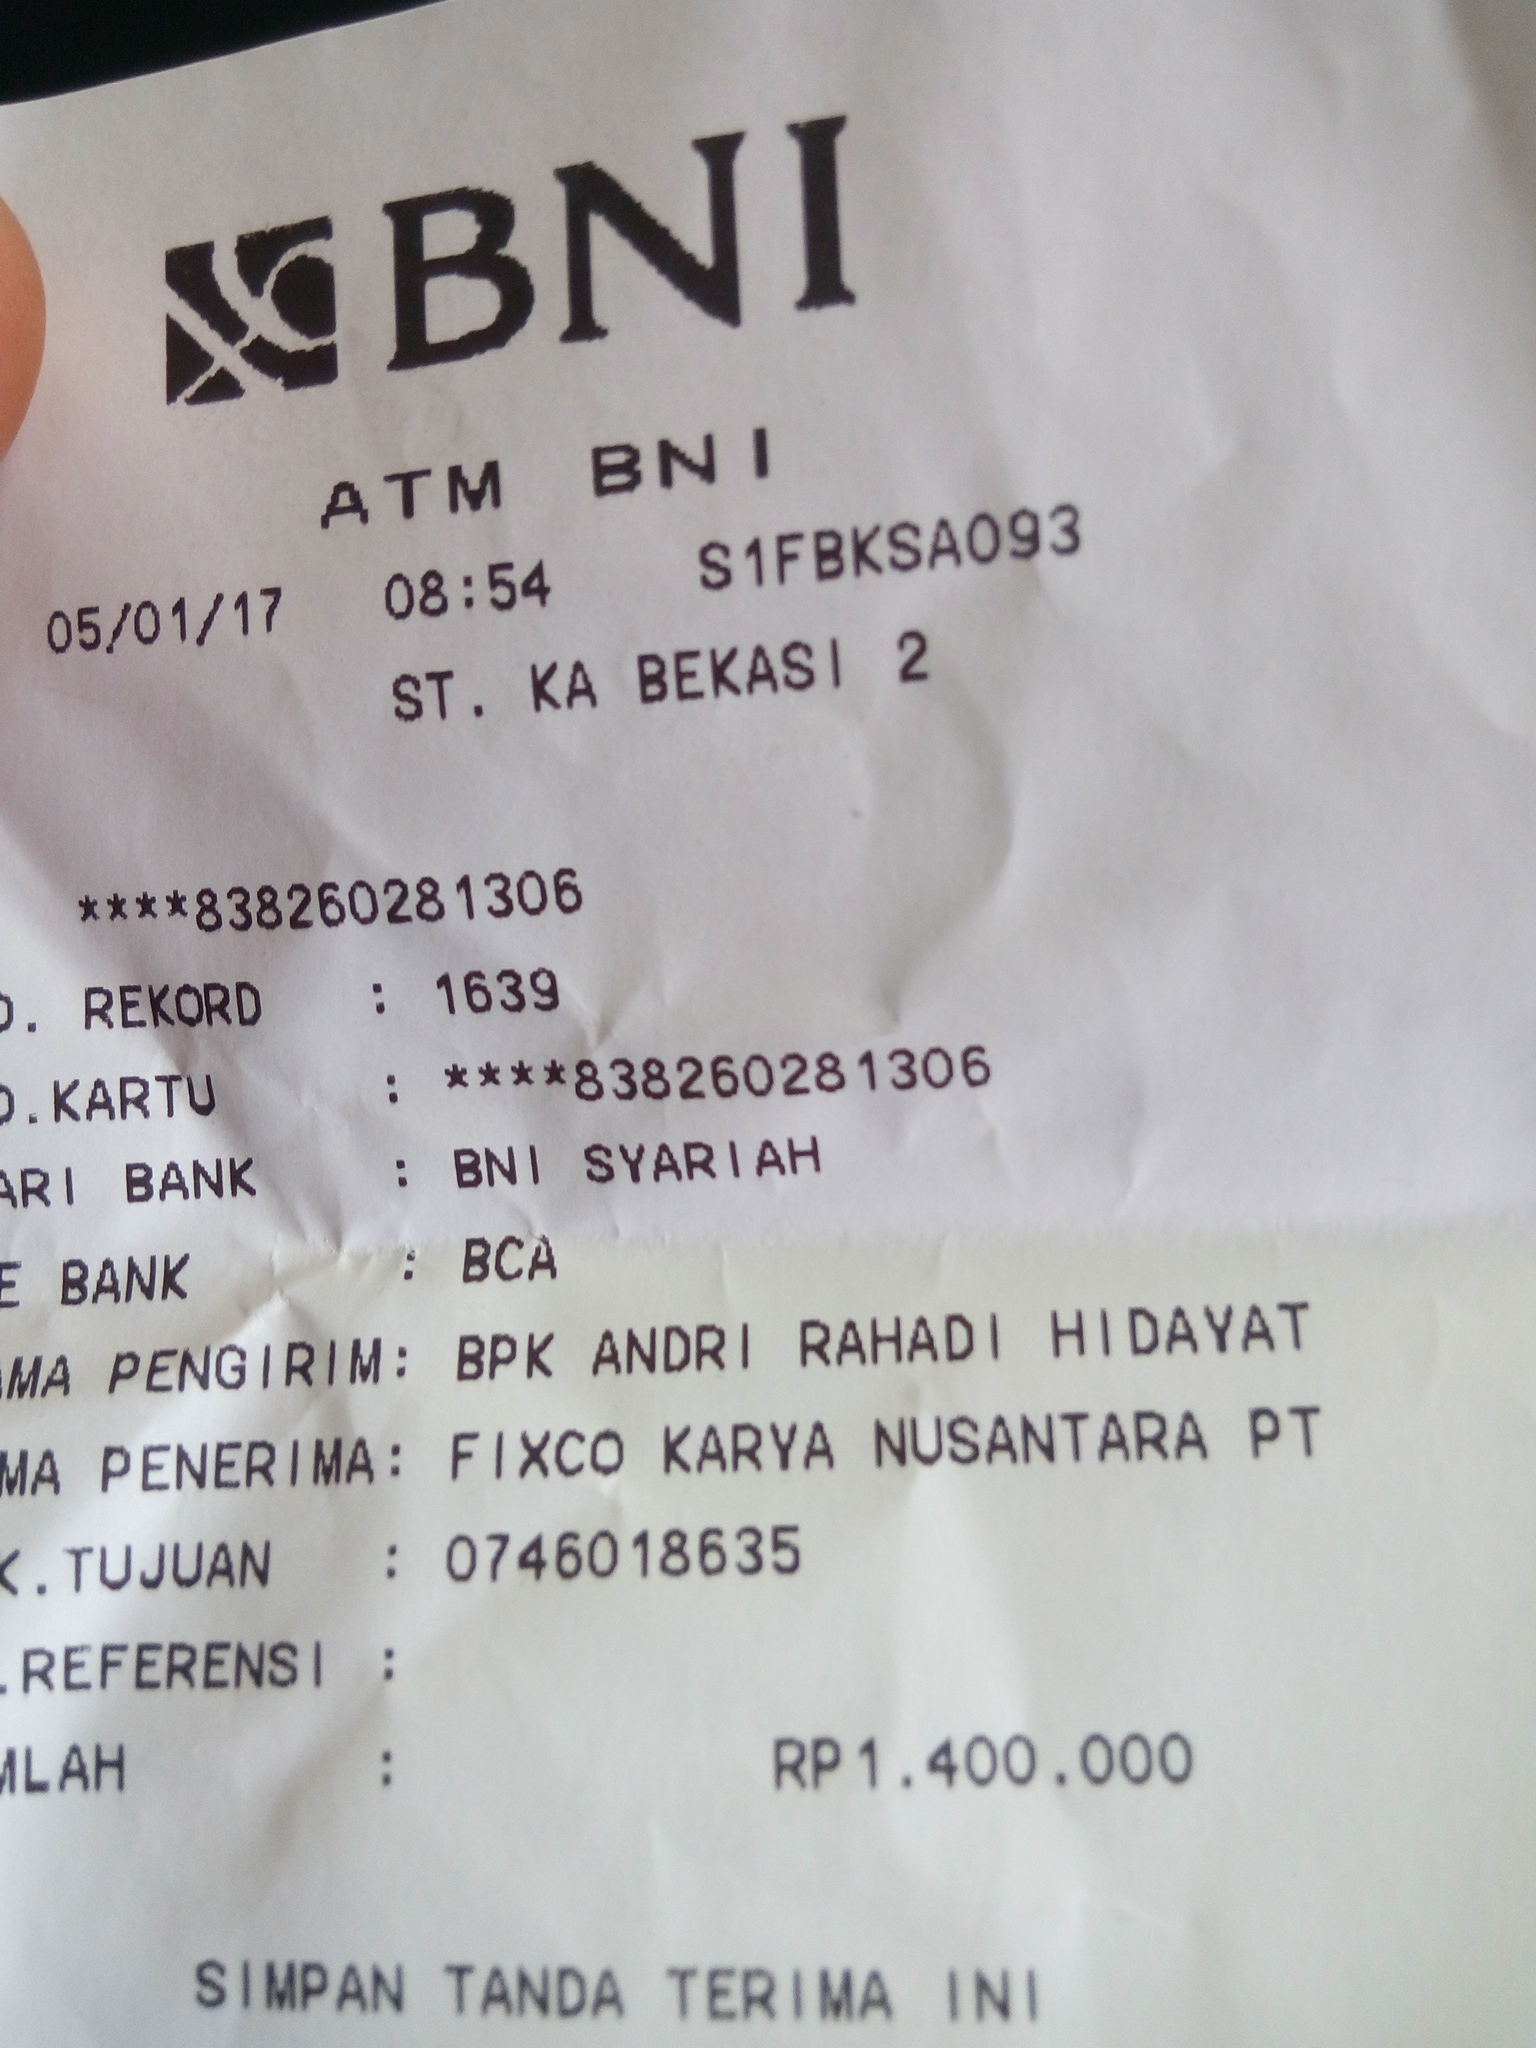 BNI
ATM BNI
05/01/17 08:54 S1FBKSA093
ST. KA BEKASI 2
****838260281306
O. REKORD : 1639
O.KARTU : ****838260281306
ARI BANK : BNI SYARIAH
E BANK : BCA
AMA PENGIRIM: BPK ANDRI RAHADI HIDAYAT
MA PENERIMA: FIXCO KARYA NUSANTARA PT
K.TUJUAN : 0746018635
.REFERENSI :
MLAH : RP1.400.000
SIMPAN TANDA TERIMA INI